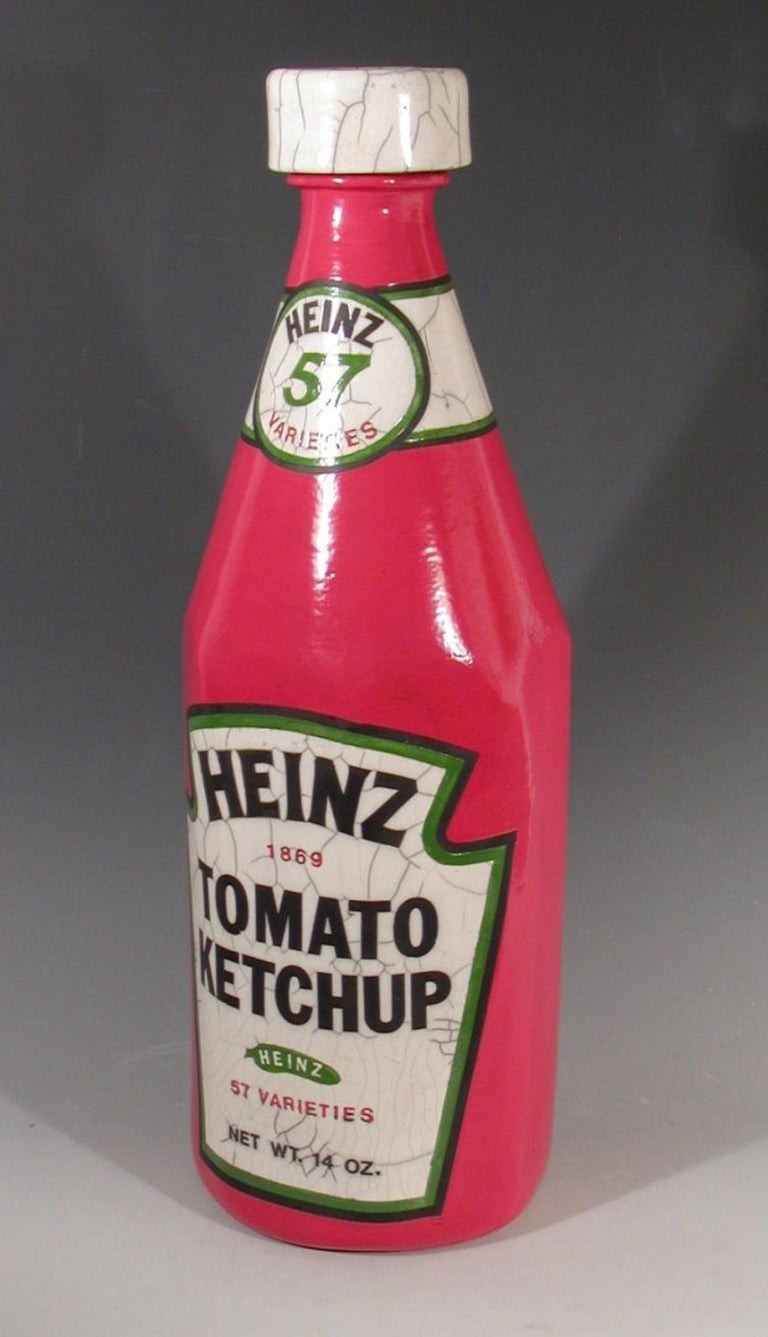 HEINZ
57
VARIETIES
HEINZ
1869
TOMATO
KETCHUP
HEINZ
57 VARIETIES
NET WT. 14 OZ.